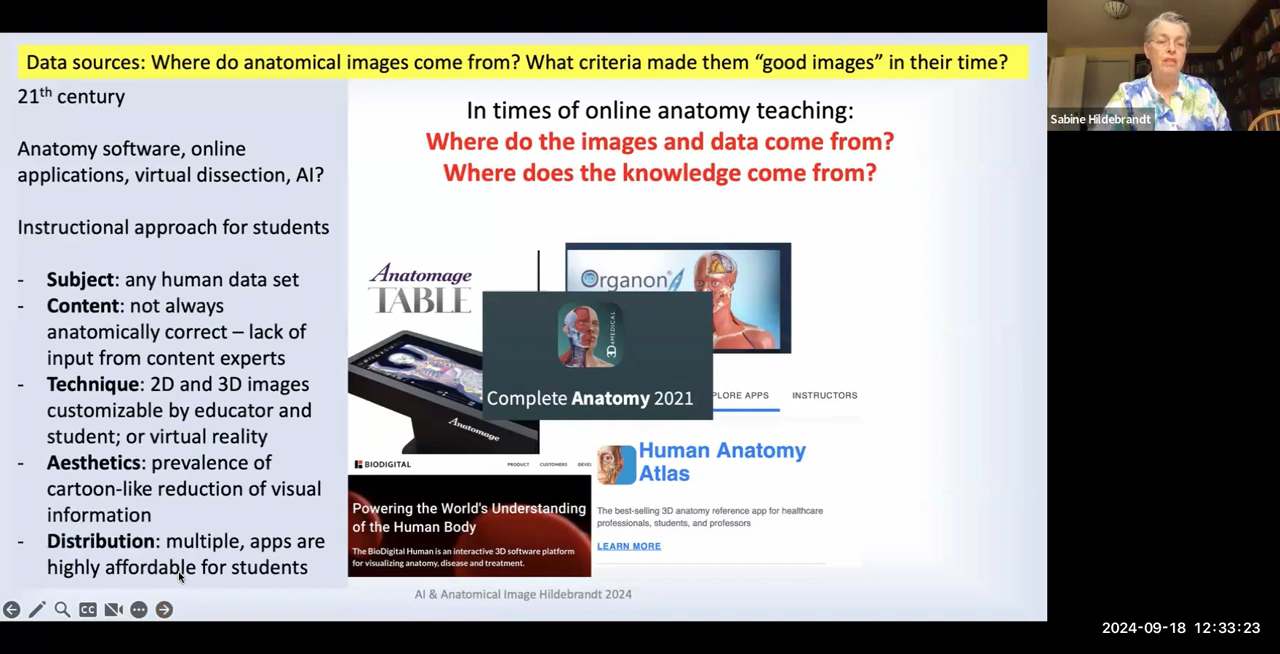 Data sources: Where do anatomical images come from? What criteria made them “good images” in their time?
21th century
Anatomy software, online
applications, virtual dissection, AI?
Instructional approach for students
- Subject: any human data set
- Content: not always
anatomically correct – lack of
input from content experts
- Technique: 2D and 3D images
customizable by educator and
student; or virtual reality
- Aesthetics: prevalence of
cartoon-like reduction of visual
information
- Distribution: multiple, apps are
highly affordable for students
In times of online anatomy teaching:
Where do the images and data come from?
Where does the knowledge come from?
Anatomage
TABLE
Anatomage
Organon
3D4MEDICAL
Complete Anatomy 2021
PLORE APPS INSTRUCTORS
BIODIGITAL PRODUCT CUSTOMERS DEVE
Powering the World's Understanding
of the Human Body
The BioDigital Human is an interactive 3D software platform
for visualizing anatomy, disease and treatment.
Human Anatomy
Atlas
The best-selling 3D anatomy reference app for healthcare
professionals, students, and professors
LEARN MORE
AI & Anatomical Image Hildebrandt 2024
CC
Sabine Hildebrandt
2024-09-18 12:33:23